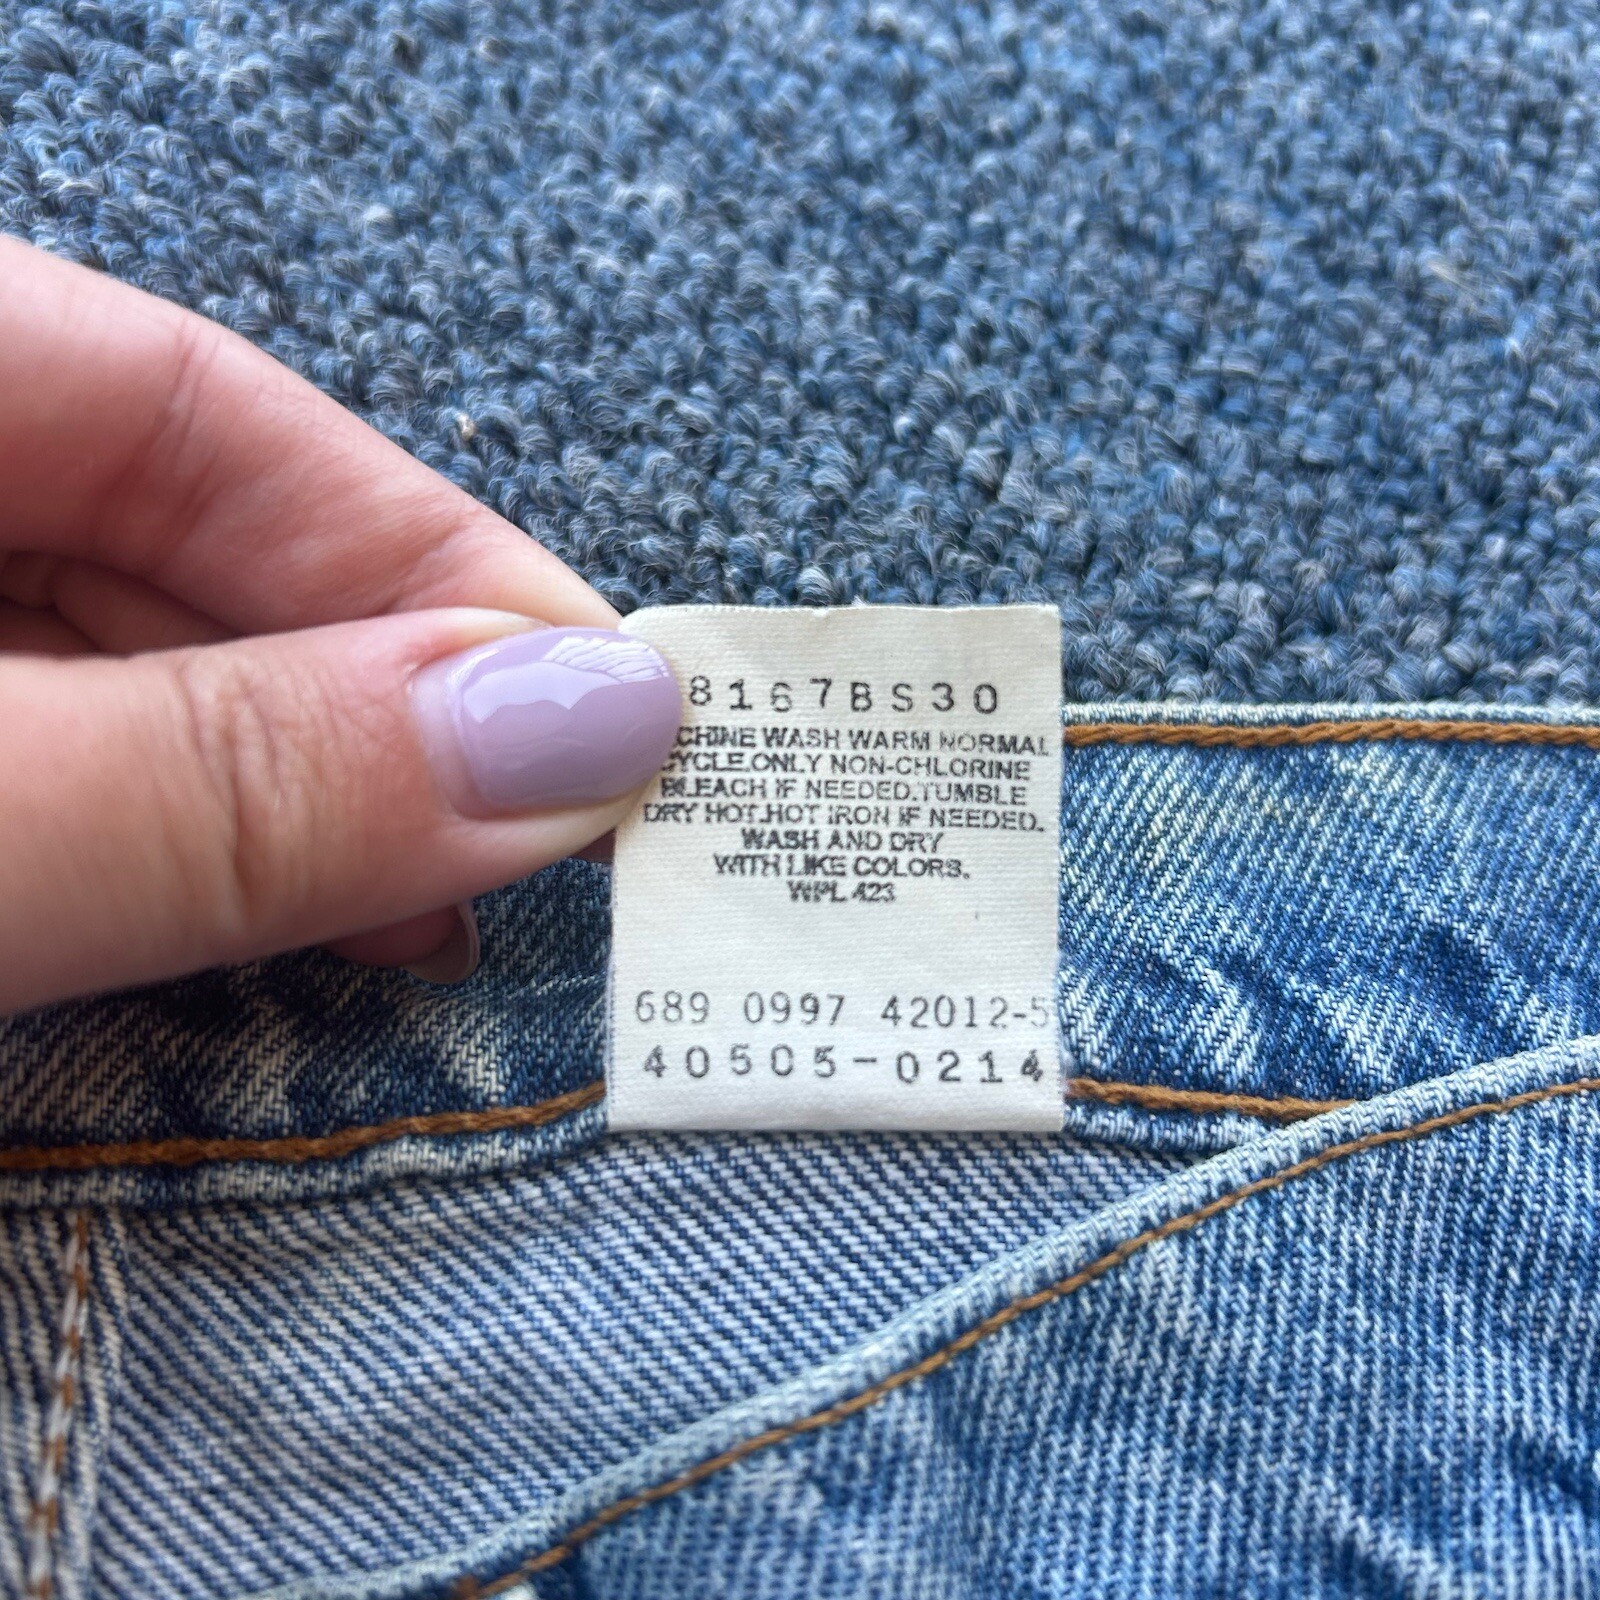 8167BS30
CHINE WASH WARM NORMAL
CYCLE.ONLY NON-CHLORINE
BLEACH IF NEEDED.TUMBLE
DRY HOT.HOT IRON IF NEEDED.
WASH AND DRY
WITH LIKE COLORS.
WPL 423
689 0997 42012-5
40505-0214